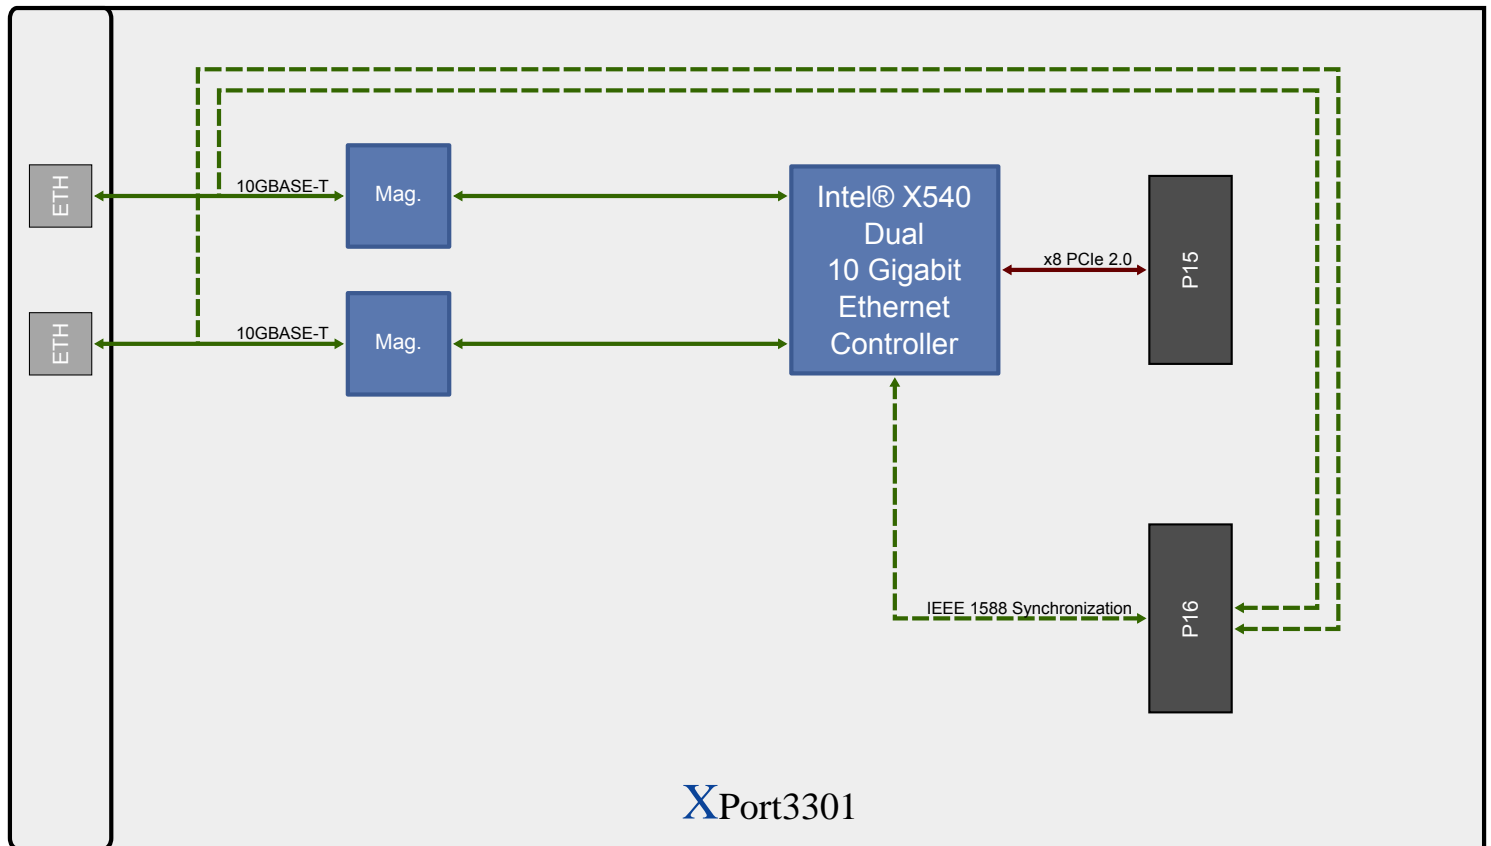 ETH
10GBASE-T
Mag.
Intel® X540
Dual
10 Gigabit
Ethernet
Controller
x8 PCIe 2.0
P15
ETH
10GBASE-T
Mag.
IEEE 1588 Synchronization
P16
XPort3301